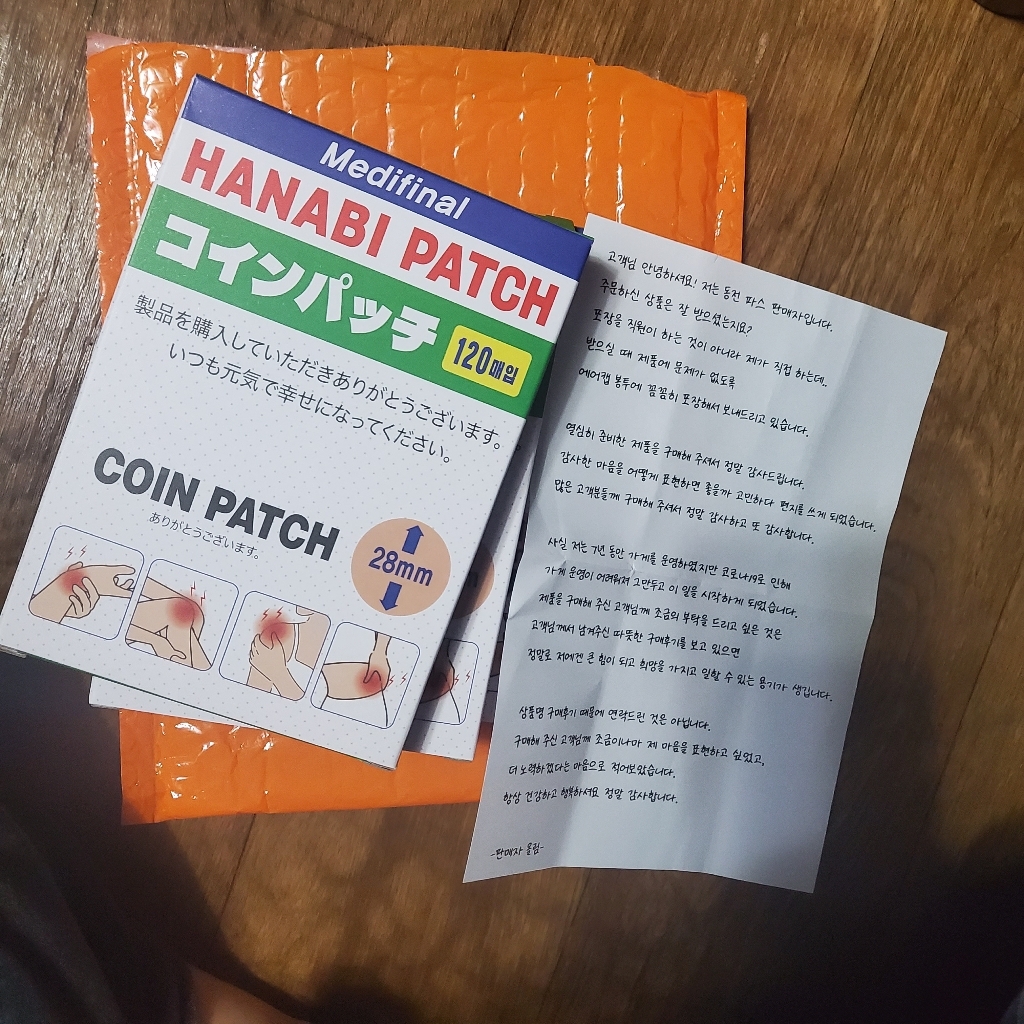 Medifinal
HANABI PATCH
コインパッチ
120매입
製品を購入していただきありがとうございます。
いつも元気で幸せになってください。
COIN PATCH
ありがとうございます。
28mm
고객님 안녕하셔요! 저는 동전 파스 판매자입니다.
주문하신 상품은 잘 받으셨는지요?
포장을 직원이 하는 것이 아니라 제가 직접 하는데..
받으실 때 제품에 문제가 없도록
에어캡 봉투에 꼼꼼히 포장해서 보내드리고 있습니다.
열심히 준비한 제품을 구매해 주셔서 정말 감사드립니다.
감사한 마음을 어떻게 표현하면 좋을까 고민하다 편지를 쓰게 되었습니다.
많은 고객분들께 구매해 주셔서 정말 감사하고 또 감사합니다.
사실 저는 7년 동안 가게를 운영하였지만 코로나19로 인해
가게 운영이 어려워져 그만두고 이 일을 시작하게 되었습니다.
제품을 구매해 주신 고객님께 조금의 부탁을 드리고 싶은 것은
고객님께서 남겨주신 따뜻한 구매후기를 보고 있으면
정말로 저에겐 큰 힘이 되고 희망을 가지고 일할 수 있는 용기가 생깁니다.
상품명 구매후기 때문에 연락드린 것은 아닙니다.
구매해 주신 고객님께 조금이나마 제 마음을 표현하고 싶었고,
더 노력하겠다는 마음으로 적어보았습니다.
항상 건강하고 행복하셔요 정말 감사합니다.
-판매자 올림-